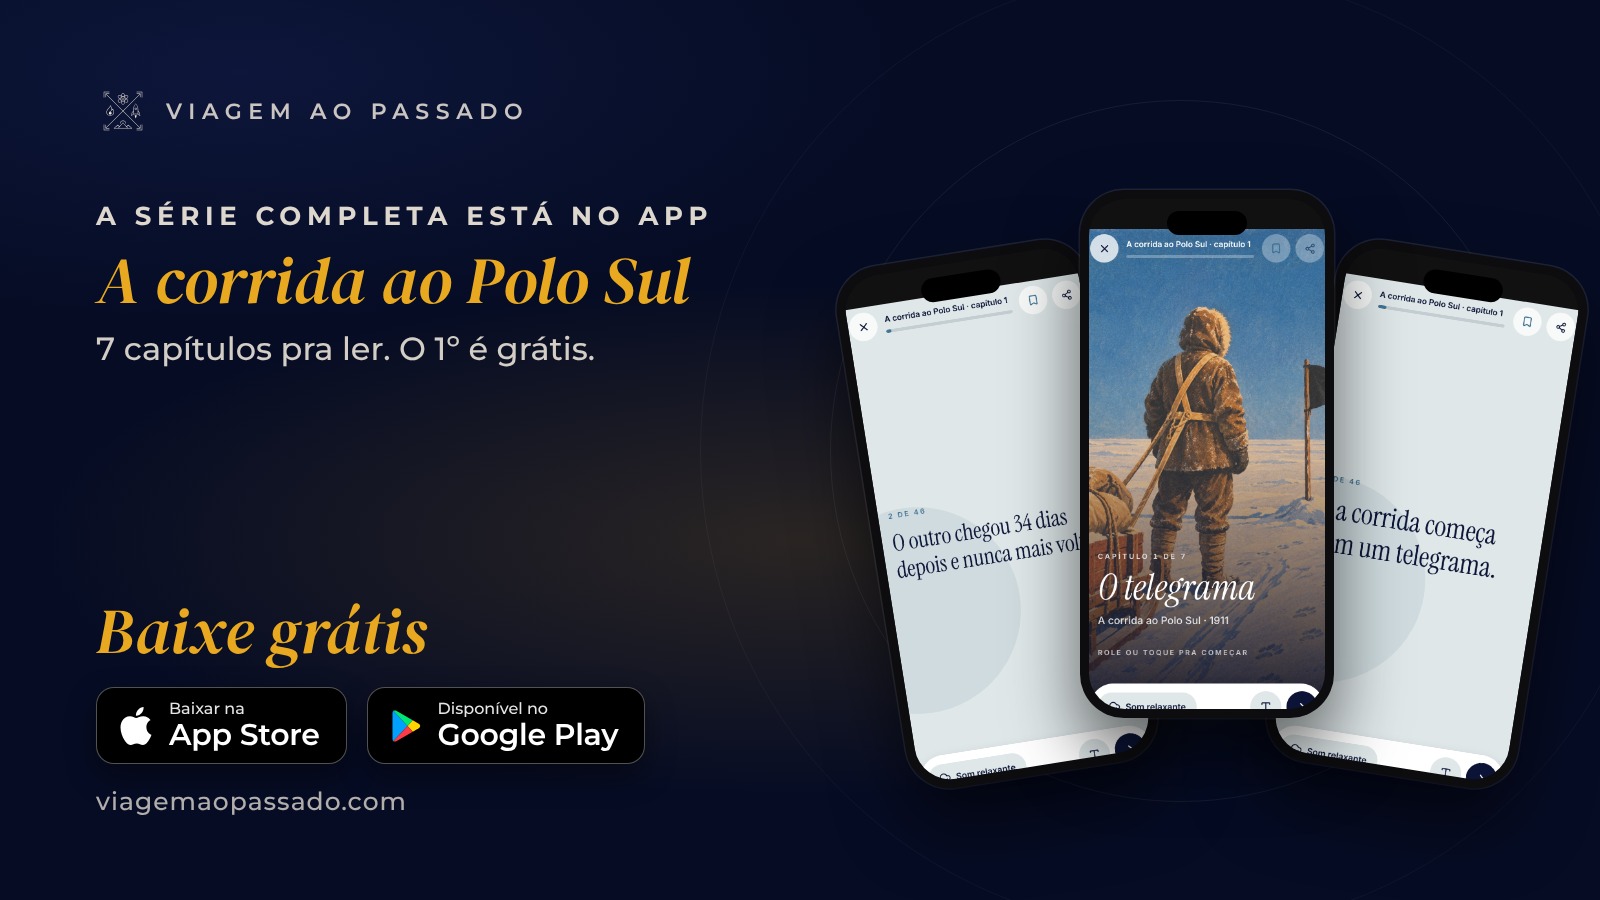 VIAGEM AO PASSADO
A SÉRIE COMPLETA ESTÁ NO APP
A corrida ao Polo Sul
7 capítulos pra ler. O 1º é grátis.
Baixe grátis
Baixar na
App Store
Disponível no
Google Play
viagemaopassado.com
A corrida ao Polo Sul · capítulo 1
2 DE 46
O outro chegou 34 dias
depois e nunca mais
Som relaxante
A corrida ao Polo Sul · capítulo 1
CAPÍTULO 1 DE 7
O telegrama
A corrida ao Polo Sul · 1911
ROLE OU TOQUE PRA COMEÇAR
Som relaxante
A corrida ao Polo Sul · capítulo 1
DE 46
a corrida começa
um telegrama.
Som relaxante